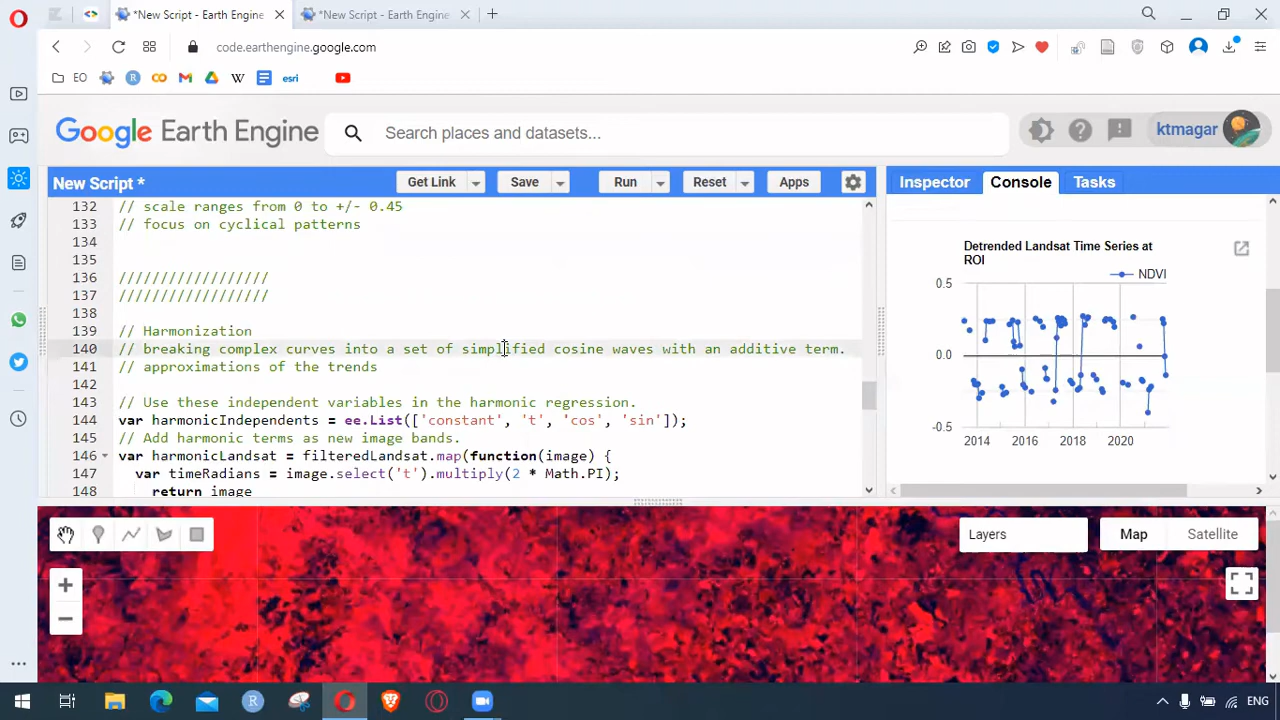 *New Script - Earth Engine
*New Script - Earth Engine
code.earthengine.google.com
EO
esri
Google Earth Engine
Search places and datasets...
ktmagar
New Script *
Get Link
Save
Run
Reset
Apps
Inspector
Console
Tasks
132 // scale ranges from 0 to +/- 0.45
133 // focus on cyclical patterns
134
135
136 //////////////////
137 //////////////////
138
139 // Harmonization
140 // breaking complex curves into a set of simplified cosine waves with an additive term.
141 // approximations of the trends
142
143 // Use these independent variables in the harmonic regression.
144 var harmonicIndependents = ee.List(['constant', 't', 'cos', 'sin']);
145 // Add harmonic terms as new image bands.
146 var harmonicLandsat = filteredLandsat.map(function(image) {
147 var timeRadians = image.select('t').multiply(2 * Math.PI);
148 return image
Detrended Landsat Time Series at
ROI
NDVI
0.5
0.0
-0.5
2014
2016
2018
2020
Layers
Map
Satellite
ENG